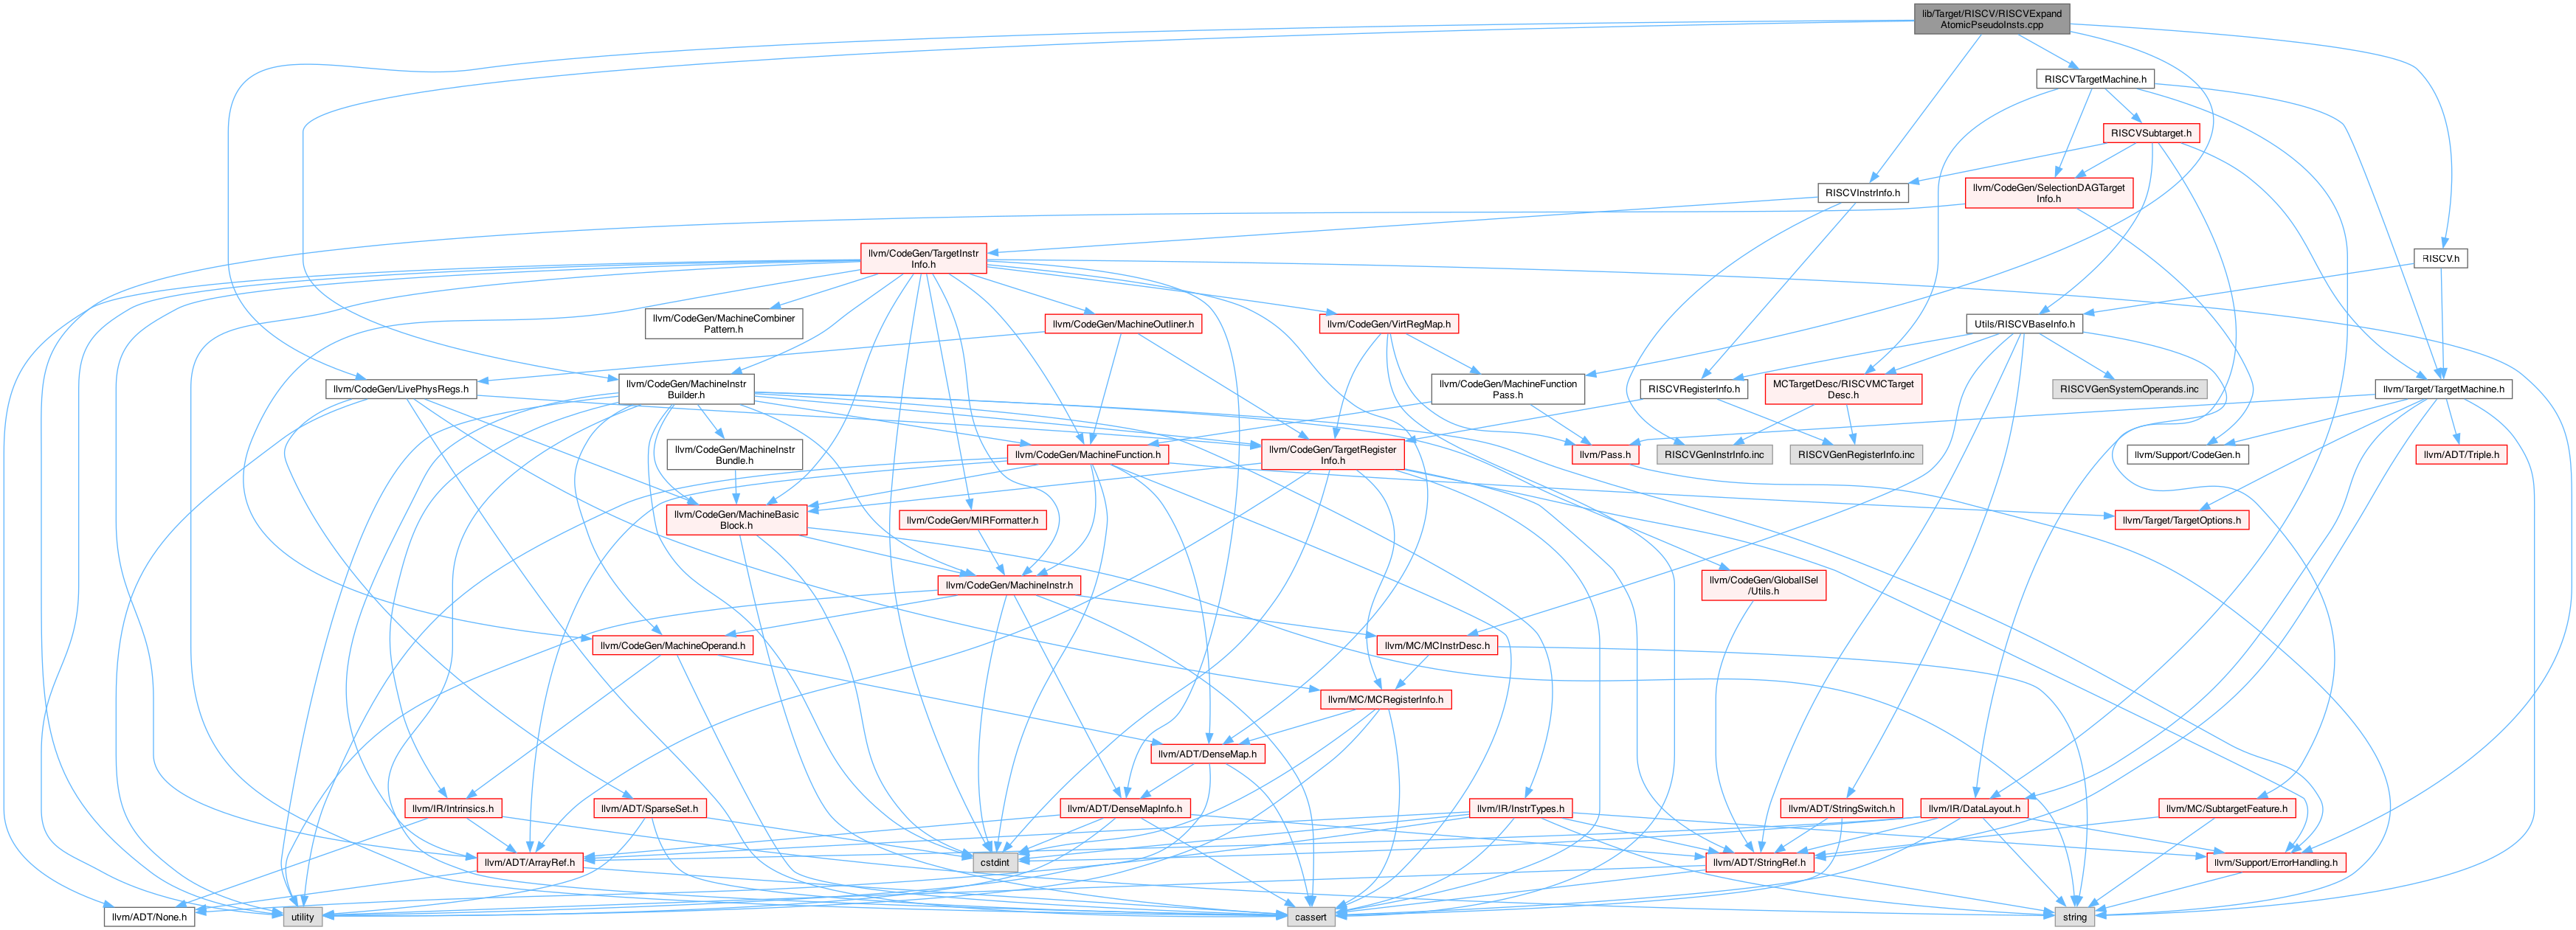 lib/Target/RISCV/RISCVExpand
AtomicPseudoInsts.cpp
RISCVTargetMachine.h
RISCVSubtarget.h
RISCVInstrInfo.h
llvm/CodeGen/SelectionDAGTarget
Info.h
llvm/CodeGen/TargetInstr
Info.h
RISCV.h
llvm/CodeGen/MachineCombiner
Pattern.h
llvm/CodeGen/MachineOutliner.h
llvm/CodeGen/VirtRegMap.h
Utils/RISCVBaseInfo.h
llvm/CodeGen/LivePhysRegs.h
llvm/CodeGen/MachineInstr
Builder.h
llvm/CodeGen/MachineFunction
Pass.h
RISCVRegisterInfo.h
MCTargetDesc/RISCVMCTarget
Desc.h
RISCVGenSystemOperands.inc
llvm/Target/TargetMachine.h
llvm/CodeGen/MachineInstr
Bundle.h
llvm/CodeGen/MachineFunction.h
llvm/CodeGen/TargetRegister
Info.h
llvm/Pass.h
RISCVGenInstrInfo.inc
RISCVGenRegisterInfo.inc
llvm/Support/CodeGen.h
llvm/ADT/Triple.h
llvm/CodeGen/MachineBasic
Block.h
llvm/CodeGen/MIRFormatter.h
llvm/Target/TargetOptions.h
llvm/CodeGen/MachineInstr.h
llvm/CodeGen/GlobalISel
/Utils.h
llvm/CodeGen/MachineOperand.h
llvm/MC/MCInstrDesc.h
llvm/MC/MCRegisterInfo.h
llvm/ADT/DenseMap.h
llvm/IR/Intrinsics.h
llvm/ADT/SparseSet.h
llvm/ADT/DenseMapInfo.h
llvm/IR/InstrTypes.h
llvm/ADT/StringSwitch.h
llvm/IR/DataLayout.h
llvm/MC/SubtargetFeature.h
llvm/ADT/ArrayRef.h
cstdint
llvm/ADT/StringRef.h
llvm/Support/ErrorHandling.h
llvm/ADT/None.h
utility
cassert
string